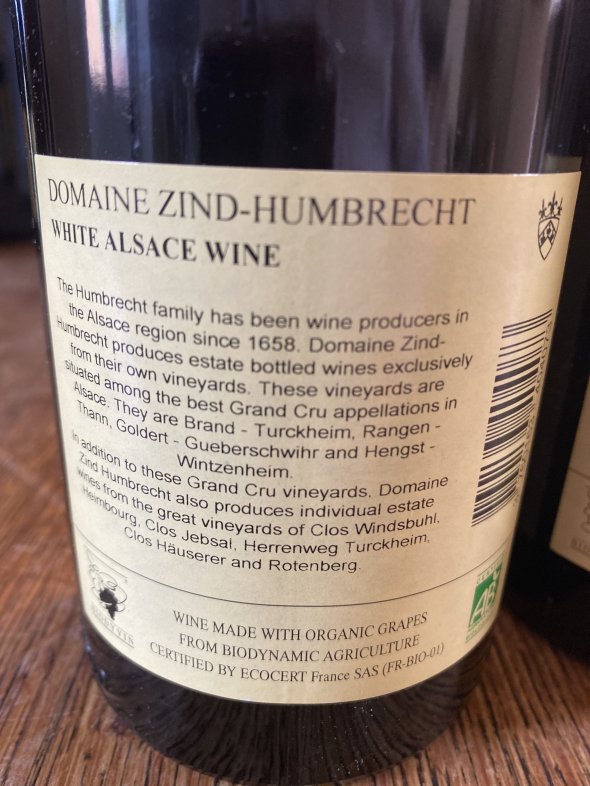 DOMAINE ZIND-HUMBRECHT
WHITE ALSACE WINE
The Humbrecht family has been wine producers in
the Alsace region since 1658. Domaine Zind-
Humbrecht produces estate bottled wines exclusively
from their own vineyards. These vineyards are
situated among the best Grand Cru appellations in
Alsace. They are Brand - Turckheim, Rangen -
Thann, Goldert - Gueberschwihr and Hengst -
Wintzenheim.
In addition to these Grand Cru vineyards, Domaine
Zind Humbrecht also produces individual estate
wines from the great vineyards of Clos Windsbuhl,
Heimbourg, Clos Jebsal, Herrenweg Turckheim,
Clos Häuserer and Rotenberg.
BIODYVIN
AB
WINE MADE WITH ORGANIC GRAPES
FROM BIODYNAMIC AGRICULTURE
CERTIFIED BY ECOCERT France SAS (FR-BIO-01)